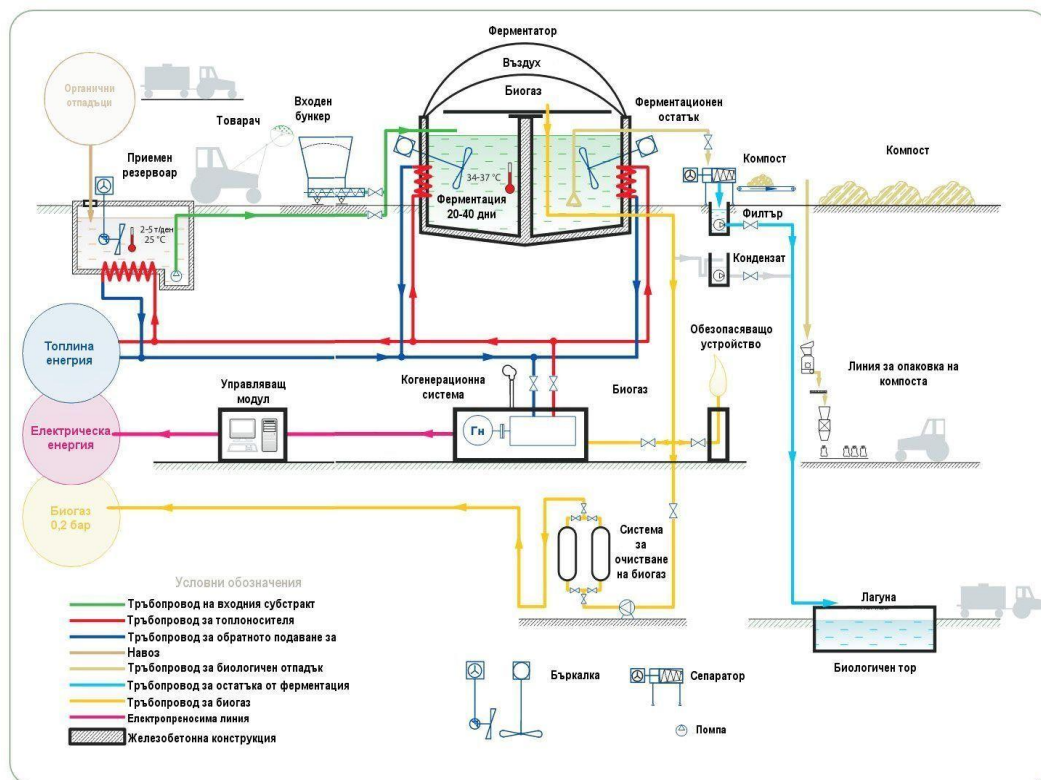 Ферментатор
Въздух
Биогаз
Органични
отпадъци
Товарач
Входен
бункер
Ферментационен
остатък
Приемен
резервоар
Компост
Компост
34-37 °C
Ферментация
20-40 дни
2-5 т/ден
25 °C
Филтър
Кондензат
Топлина
енегрия
Обезопасяващо
устройство
Управляващ
модул
Когенерационна
система
Биогаз
Линия за опаковка на
компоста
Електрическа
енергия
Гн
Биогаз
0,2 бар
Система
за
очистване
на биогаз
Условни обозначения
Тръбопровод на входния субстракт
Тръбопровод за топлоносителя
Тръбопровод за обратното подаване за
Навоз
Тръбопровод за биологичен отпадък
Тръбопровод за остатъка от ферментация
Тръбопровод за биогаз
Електропреносима линия
Железобетонна конструкция
Лагуна
Биологичен тор
Бъркалка
Сепаратор
Помпа